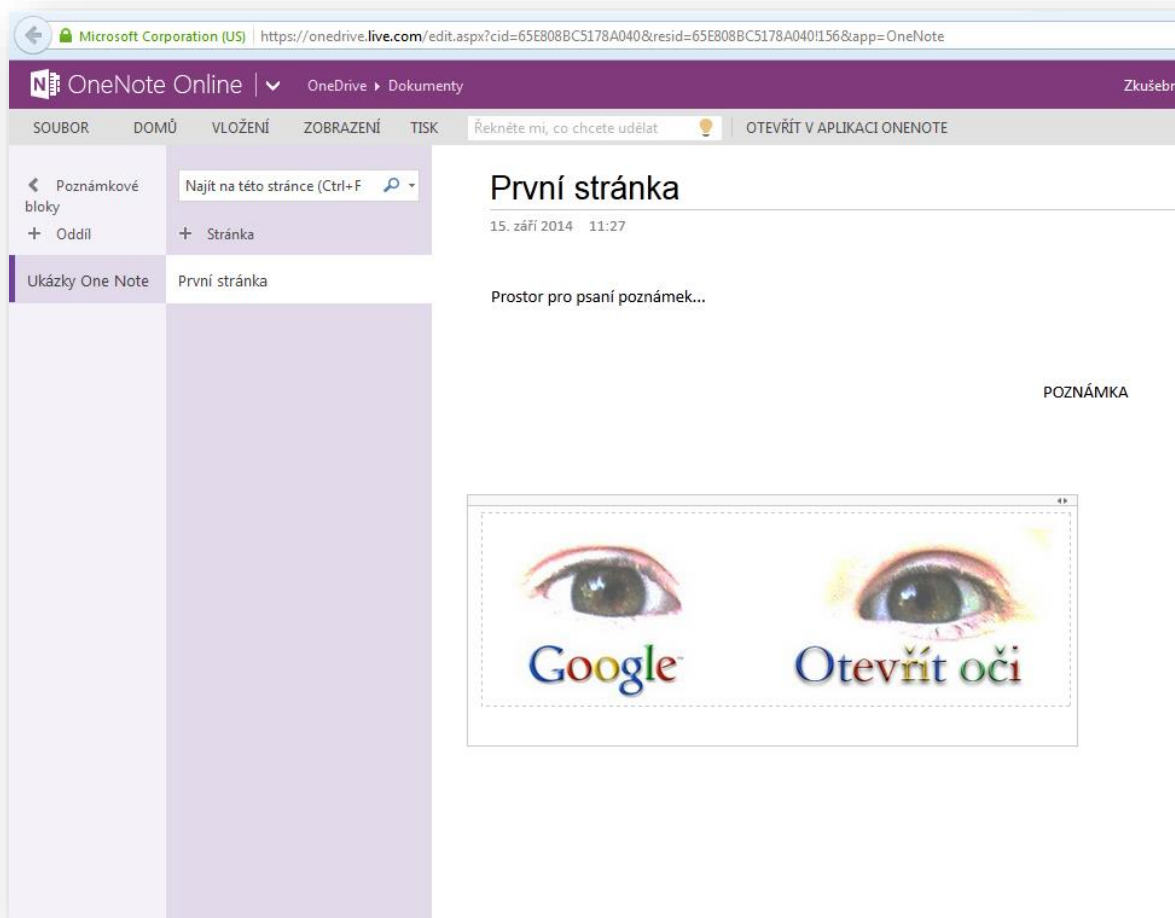 Microsoft Corporation (US) https://onedrive.live.com/edit.aspx?cid=65E808BC5178A040&resid=65E808BC5178A040!156&app=OneNote
N OneNote Online OneDrive Dokumenty Zkušebn
SOUBOR DOMŮ VLOŽENÍ ZOBRAZENÍ TISK Řekněte mi, co chcete udělat OTEVŘÍT V APLIKACI ONENOTE
Poznámkové
bloky
+ Oddíl
Ukázky One Note
Najít na této stránce (Ctrl+F
+ Stránka
První stránka
První stránka
15. září 2014 11:27
Prostor pro psaní poznámek...
POZNÁMKA
Google Otevřít oči